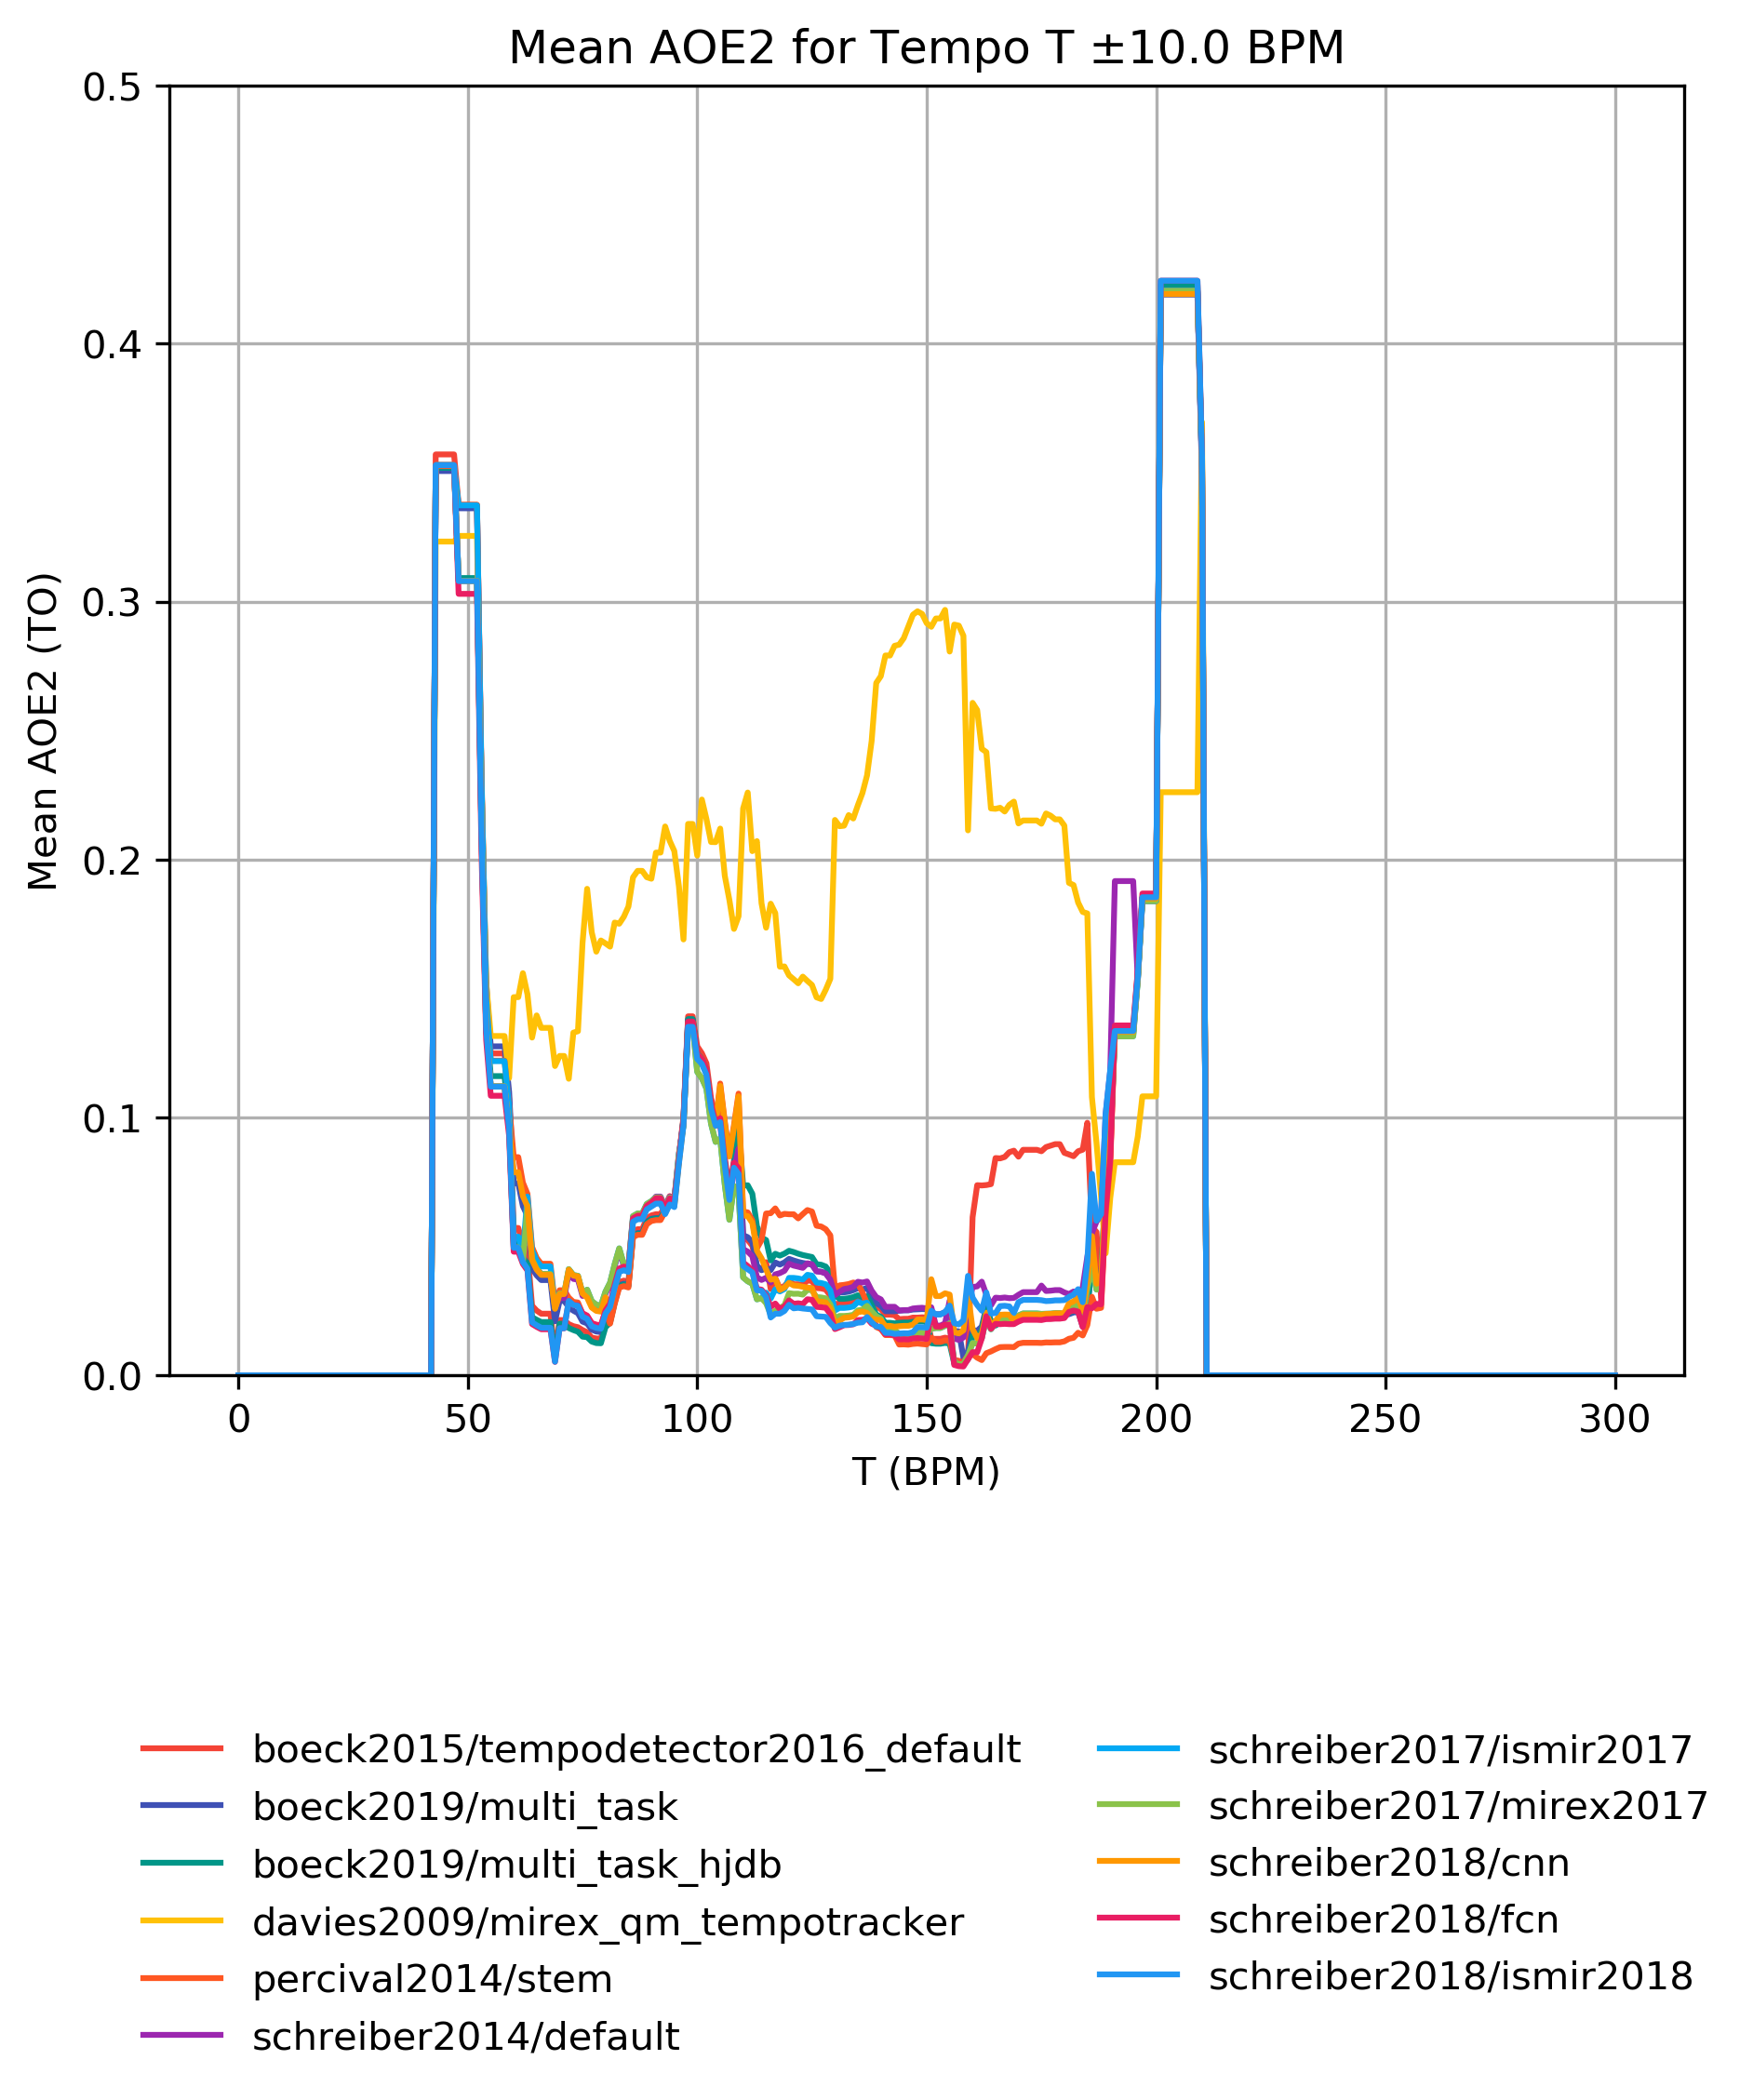 Mean AOE2 for Tempo T ±10.0 BPM
0.5
0.4
0.3
0.2
0.1
0.0
Mean AOE2 (TO)
0 50 100 150 200 250 300
T (BPM)
boeck2015/tempodetector2016_default
boeck2019/multi_task
boeck2019/multi_task_hjdb
davies2009/mirex_qm_tempotracker
percival2014/stem
schreiber2014/default
schreiber2017/ismir2017
schreiber2017/mirex2017
schreiber2018/cnn
schreiber2018/fcn
schreiber2018/ismir2018